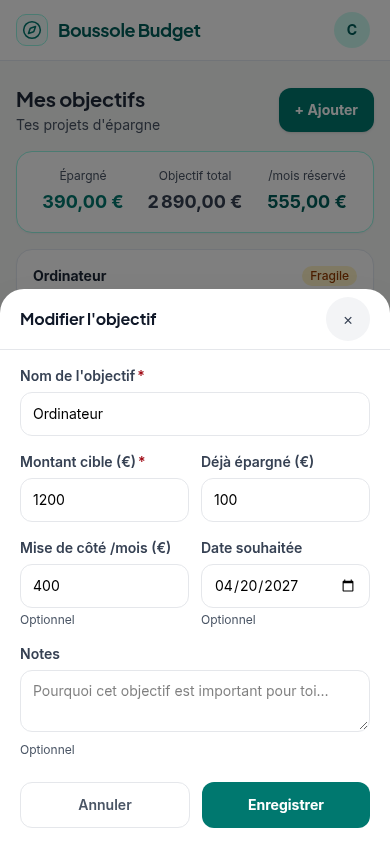 Boussole Budget
C
Mes objectifs
Tes projets d'épargne
+ Ajouter
Épargné
Objectif total
/mois réservé
390,00 €
2 890,00 €
555,00 €
Ordinateur
Fragile
Modifier l'objectif
×
Nom de l'objectif *
Ordinateur
Montant cible (€) *
Déjà épargné (€)
1200
100
Mise de côté /mois (€)
Date souhaitée
400
04/20/2027
Optionnel
Optionnel
Notes
Pourquoi cet objectif est important pour toi...
Optionnel
Annuler
Enregistrer